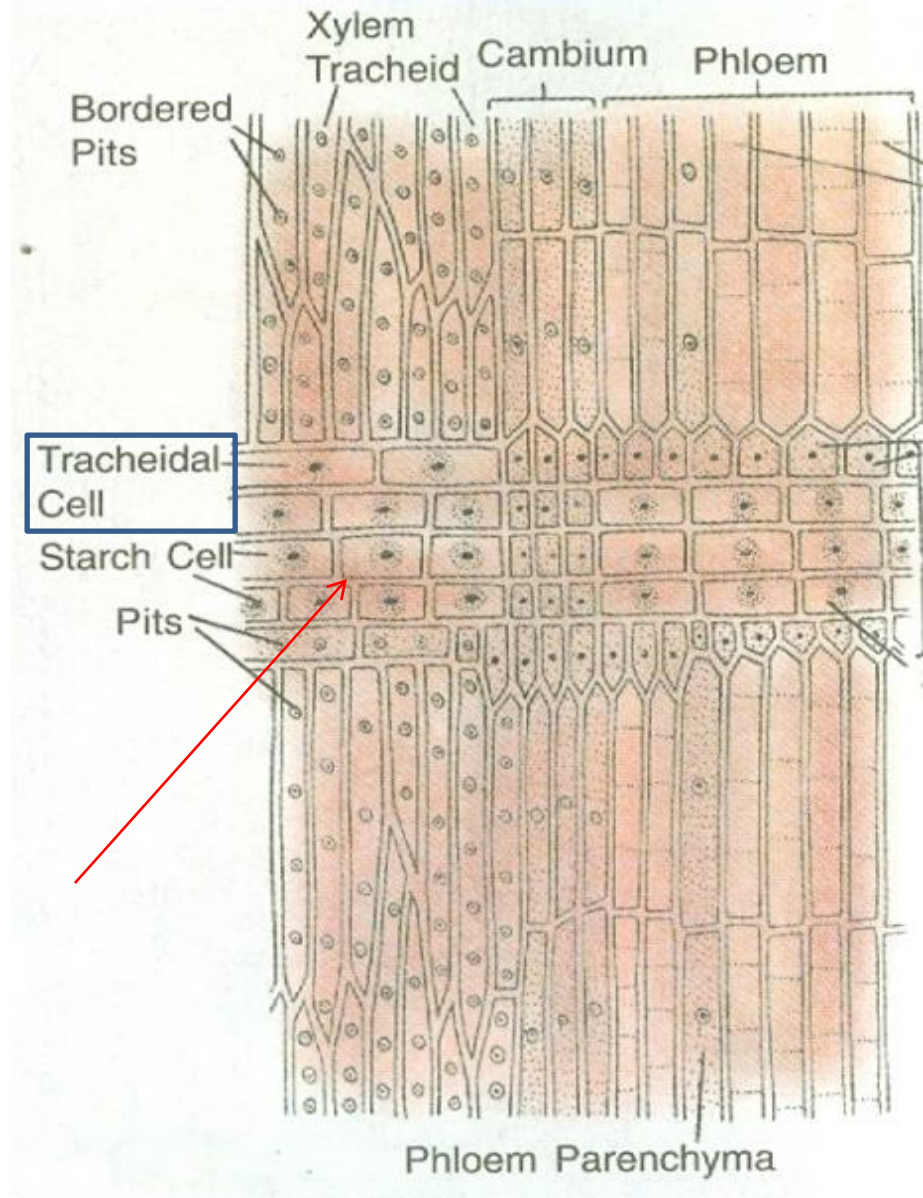 Xylem
Tracheid
Cambium
Phloem
Bordered
Pits
Tracheidal
Cell
Starch Cell
Pits
Phloem Parenchyma